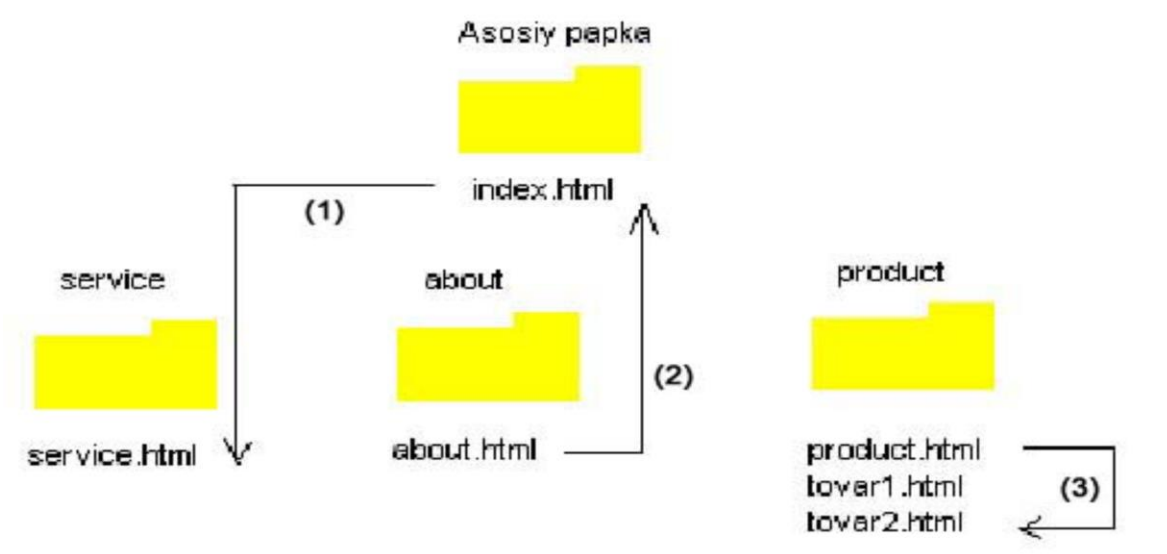 Asosiy papka
index.html
(1)
service
about
product
(2)
service.html
about.html
product.html
tovar1.html
(3)
tovar2.html